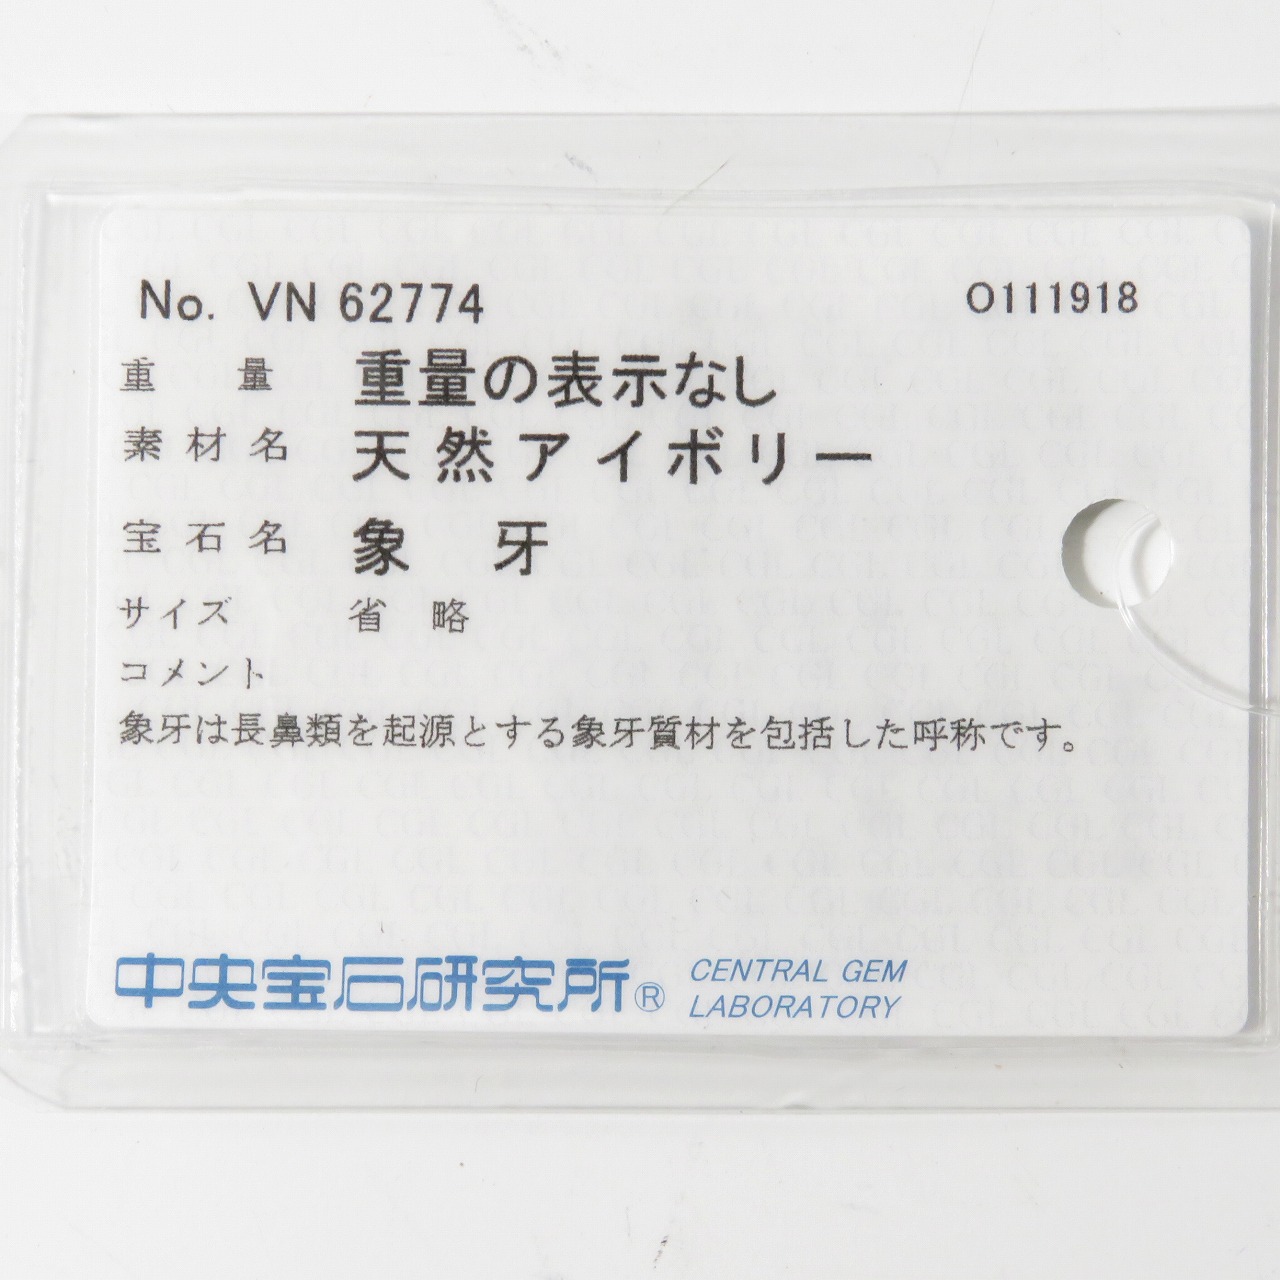 No. VN 62774 O111918
重量 重量の表示なし
素材名 天然アイボリー
宝石名 象牙
サイズ 省略
コメント
象牙は長鼻類を起源とする象牙質材を包括した呼称です。
中央宝石研究所® CENTRAL GEM
LABORATORY